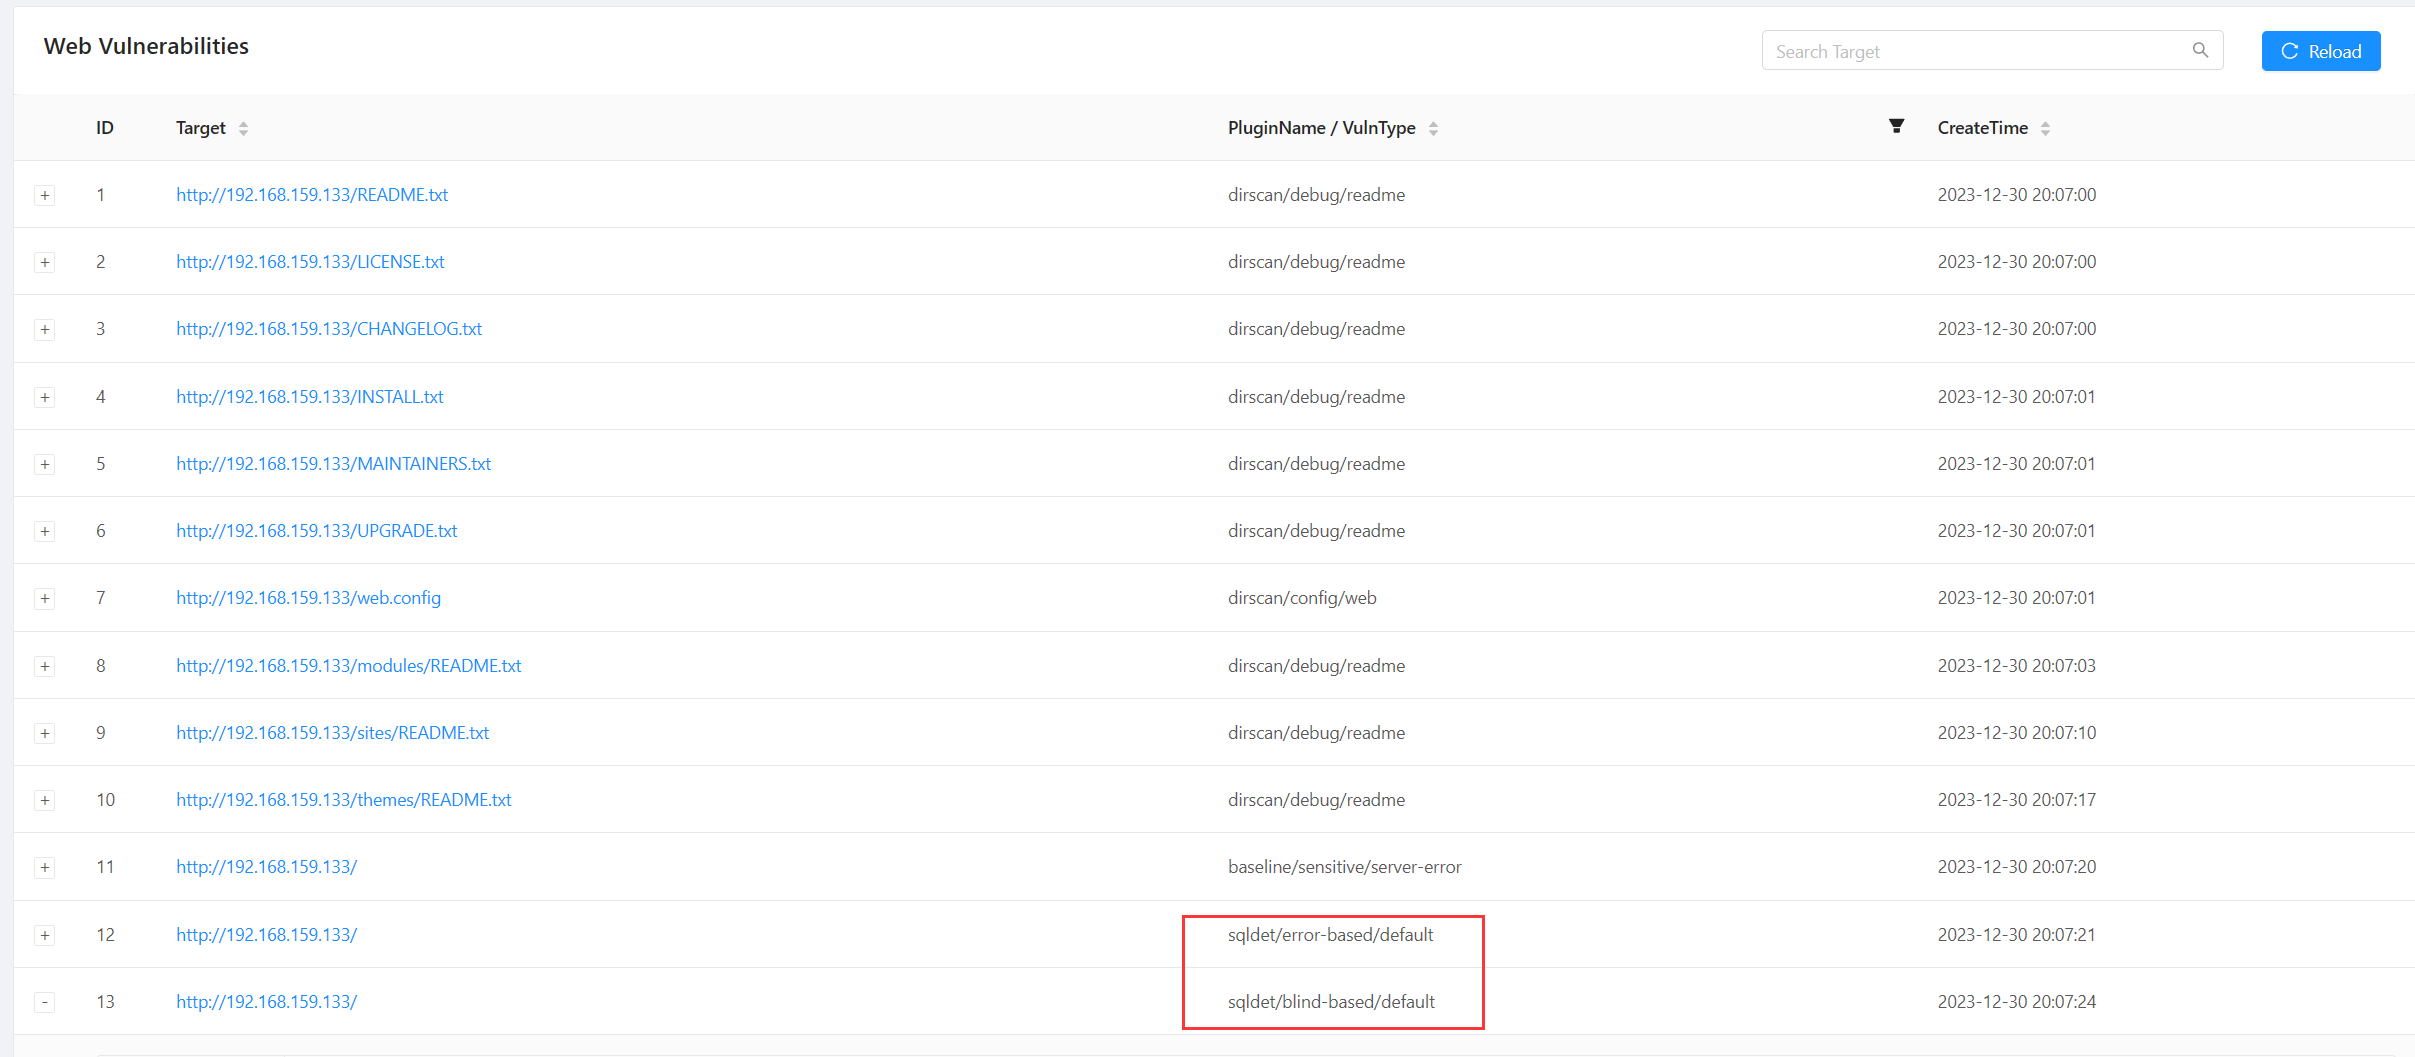 Web Vulnerabilities
Search Target
Reload
ID Target PluginName / VulnType CreateTime
+ 1 http://192.168.159.133/README.txt dirscan/debug/readme 2023-12-30 20:07:00
+ 2 http://192.168.159.133/LICENSE.txt dirscan/debug/readme 2023-12-30 20:07:00
+ 3 http://192.168.159.133/CHANGELOG.txt dirscan/debug/readme 2023-12-30 20:07:00
+ 4 http://192.168.159.133/INSTALL.txt dirscan/debug/readme 2023-12-30 20:07:01
+ 5 http://192.168.159.133/MAINTAINERS.txt dirscan/debug/readme 2023-12-30 20:07:01
+ 6 http://192.168.159.133/UPGRADE.txt dirscan/debug/readme 2023-12-30 20:07:01
+ 7 http://192.168.159.133/web.config dirscan/config/web 2023-12-30 20:07:01
+ 8 http://192.168.159.133/modules/README.txt dirscan/debug/readme 2023-12-30 20:07:03
+ 9 http://192.168.159.133/sites/README.txt dirscan/debug/readme 2023-12-30 20:07:10
+ 10 http://192.168.159.133/themes/README.txt dirscan/debug/readme 2023-12-30 20:07:17
+ 11 http://192.168.159.133/ baseline/sensitive/server-error 2023-12-30 20:07:20
+ 12 http://192.168.159.133/ sqldet/error-based/default 2023-12-30 20:07:21
- 13 http://192.168.159.133/ sqldet/blind-based/default 2023-12-30 20:07:24